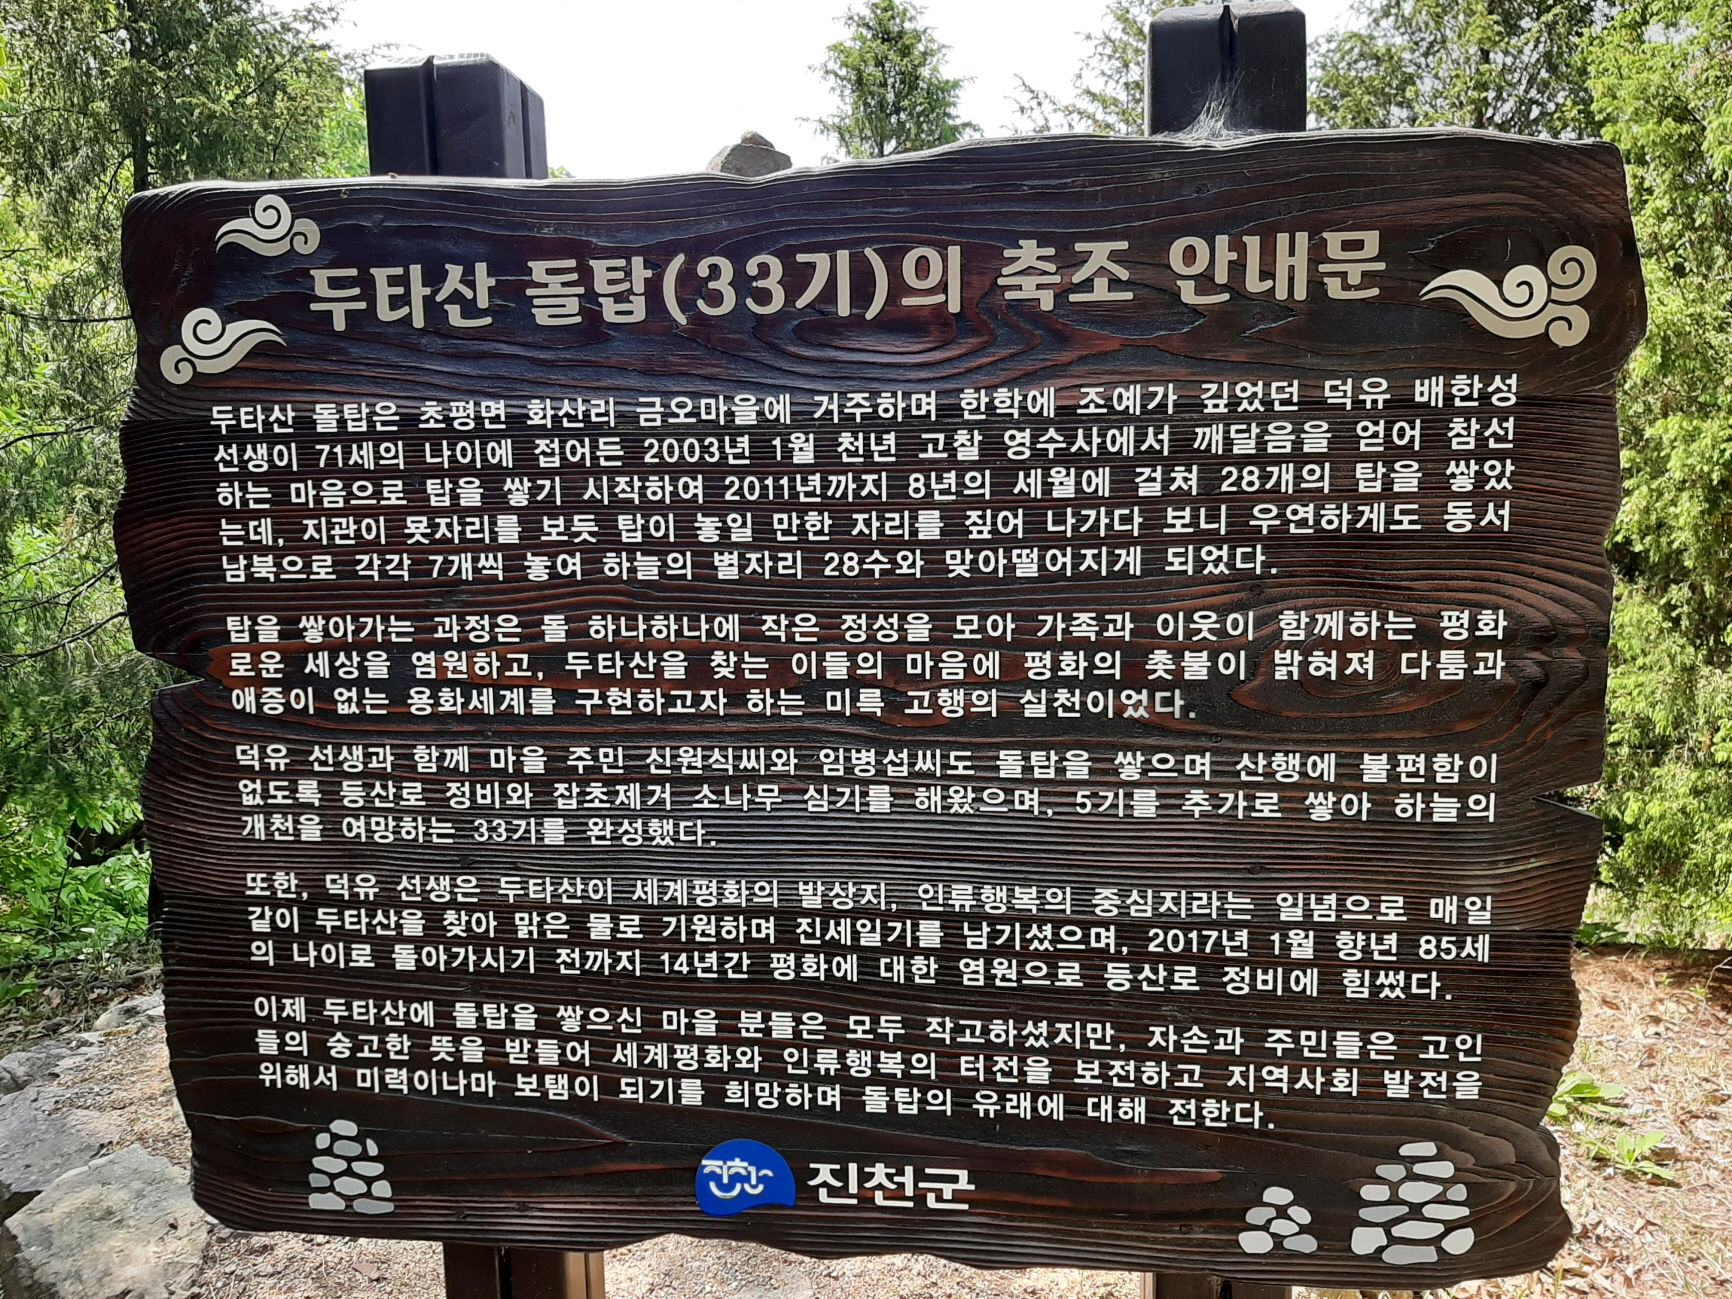 두타산 돌탑(33기)의 축조 안내문
두타산 돌탑은 초평면 화산리 금오마을에 거주하며 한학에 조예가 깊었던 덕유 배한성
선생이 71세의 나이에 접어든 2003년 1월 천년 고찰 영수사에서 깨달음을 얻어 참선
하는 마음으로 탑을 쌓기 시작하여 2011년까지 8년의 세월에 걸쳐 28개의 탑을 쌓았
는데, 지관이 묫자리를 보듯 탑이 놓일 만한 자리를 짚어 나가다 보니 우연하게도 동서
남북으로 각각 7개씩 놓여 하늘의 별자리 28수와 맞아떨어지게 되었다.
탑을 쌓아가는 과정은 돌 하나하나에 작은 정성을 모아 가족과 이웃이 함께하는 평화
로운 세상을 염원하고, 두타산을 찾는 이들의 마음에 평화의 촛불이 밝혀져 다툼과
애증이 없는 용화세계를 구현하고자 하는 미륵 고행의 실천이었다.
덕유 선생과 함께 마을 주민 신원식씨와 임병섭씨도 돌탑을 쌓으며 산행에 불편함이
없도록 등산로 정비와 잡초제거 소나무 심기를 해왔으며, 5기를 추가로 쌓아 하늘의
개천을 여망하는 33기를 완성했다.
또한, 덕유 선생은 두타산이 세계평화의 발상지, 인류행복의 중심지라는 일념으로 매일
같이 두타산을 찾아 맑은 물로 기원하며 진세일기를 남기셨으며, 2017년 1월 향년 85세
의 나이로 돌아가시기 전까지 14년간 평화에 대한 염원으로 등산로 정비에 힘썼다.
이제 두타산에 돌탑을 쌓으신 마을 분들은 모두 작고하셨지만, 자손과 주민들은 고인
들의 숭고한 뜻을 받들어 세계평화와 인류행복의 터전을 보전하고 지역사회 발전을
위해서 미력이나마 보탬이 되기를 희망하며 돌탑의 유래에 대해 전한다.
진천 진천군